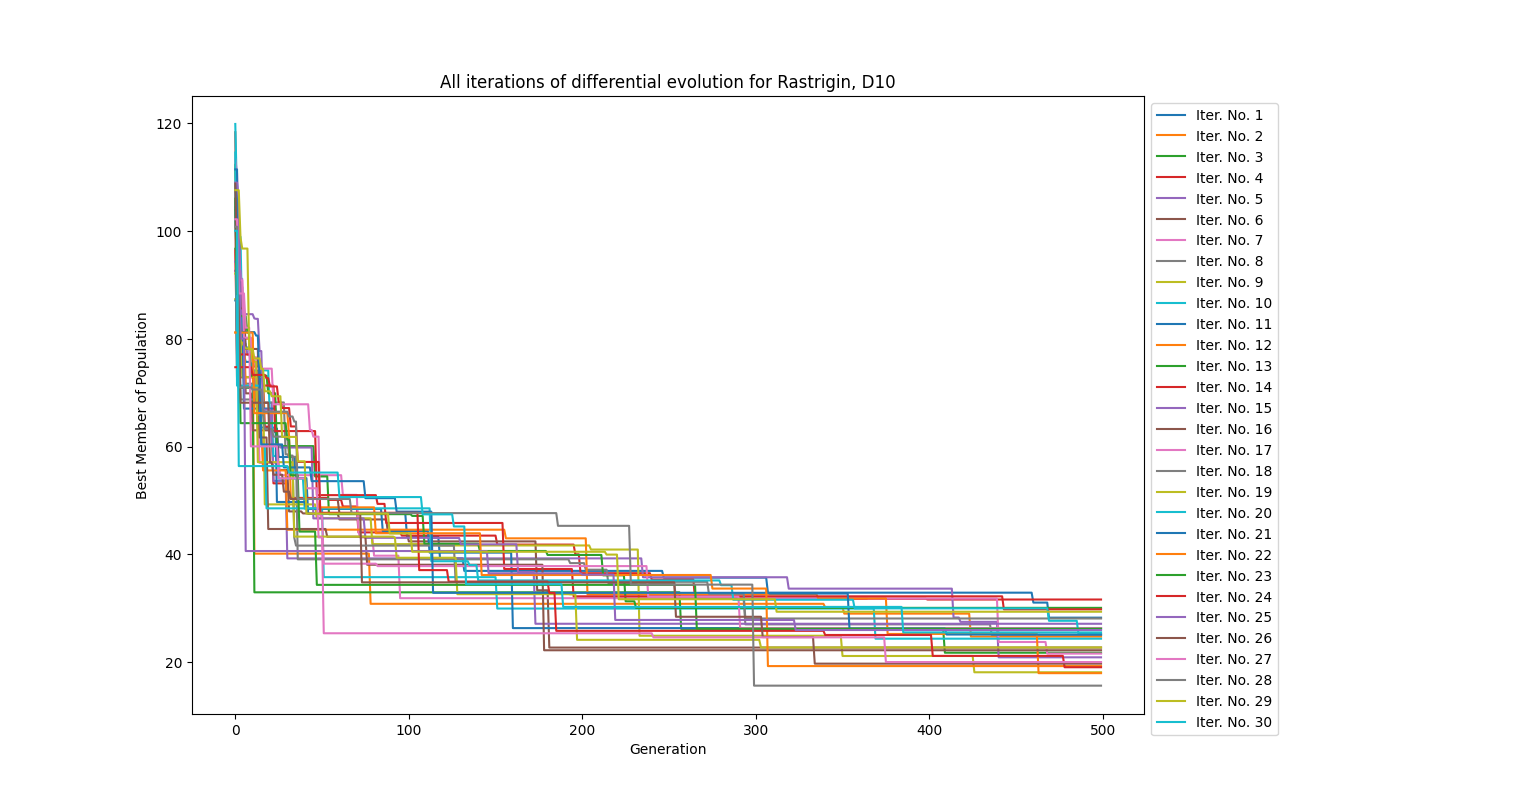 All iterations of differential evolution for Rastrigin, D10
Best Member of Population
120
100
80
60
40
20
0
100
200
300
400
500
Generation
Iter. No. 1
Iter. No. 2
Iter. No. 3
Iter. No. 4
Iter. No. 5
Iter. No. 6
Iter. No. 7
Iter. No. 8
Iter. No. 9
Iter. No. 10
Iter. No. 11
Iter. No. 12
Iter. No. 13
Iter. No. 14
Iter. No. 15
Iter. No. 16
Iter. No. 17
Iter. No. 18
Iter. No. 19
Iter. No. 20
Iter. No. 21
Iter. No. 22
Iter. No. 23
Iter. No. 24
Iter. No. 25
Iter. No. 26
Iter. No. 27
Iter. No. 28
Iter. No. 29
Iter. No. 30